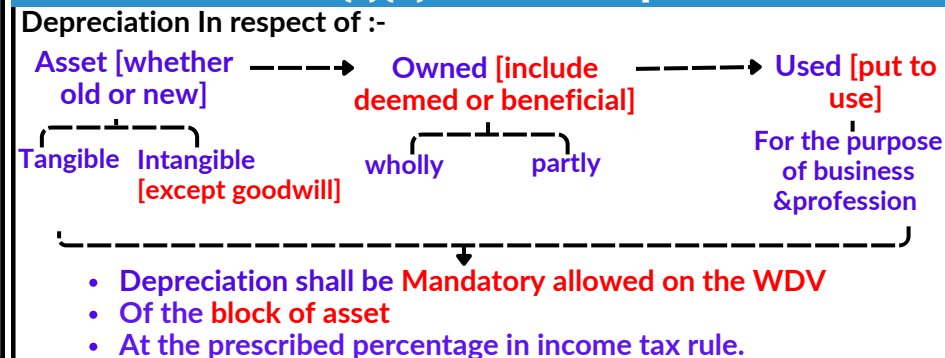 Depreciation In respect of :-
Asset [whether
old or new]
Owned [include
deemed or beneficial]
Used [put to
use]
Tangible
Intangible
[except goodwill]
wholly
partly
For the purpose
of business
&profession
• Depreciation shall be Mandatory allowed on the WDV
• Of the block of asset
• At the prescribed percentage in income tax rule.